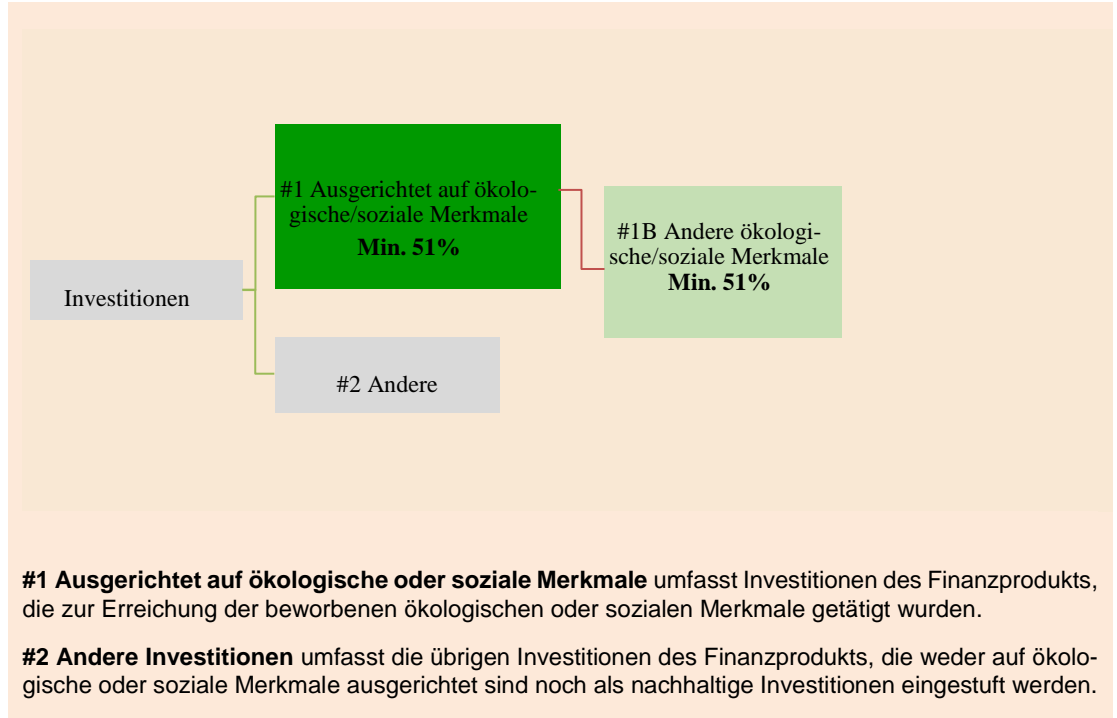 #1 Ausgerichtet auf ökolo-
gische/soziale Merkmale
Min. 51%
#1B Andere ökologi-
sche/soziale Merkmale
Min. 51%
Investitionen
#2 Andere
#1 Ausgerichtet auf ökologische oder soziale Merkmale umfasst Investitionen des Finanzprodukts,
die zur Erreichung der beworbenen ökologischen oder sozialen Merkmale getätigt wurden.
#2 Andere Investitionen umfasst die übrigen Investitionen des Finanzprodukts, die weder auf ökolo-
gische oder soziale Merkmale ausgerichtet sind noch als nachhaltige Investitionen eingestuft werden.